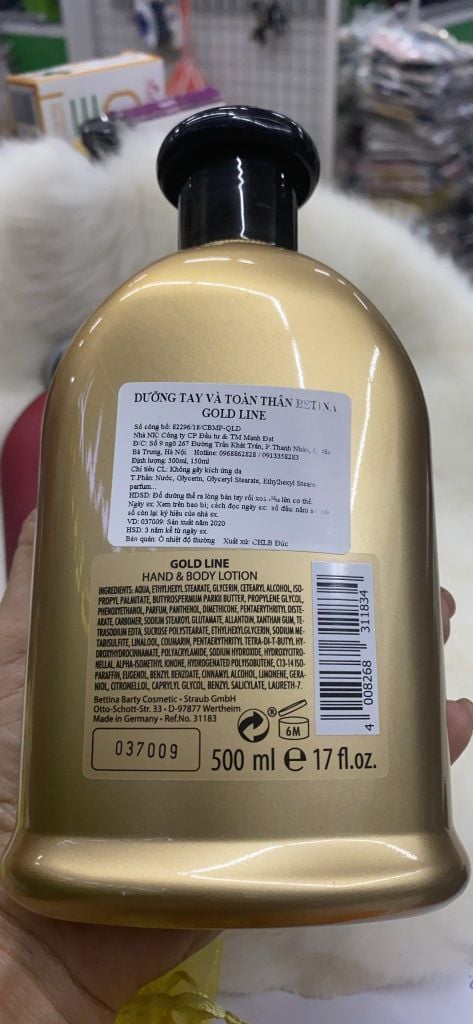 DƯỠNG TAY VÀ TOÀN THÂN BETINA
GOLD LINE
Số công bố: 82296/18/CBMP-QLD
Nhà NK: Công ty CP Đầu tư & TM Mạnh Đạt
Đ/C: Số 9 ngõ 267 Đường Trần Khát Trân, P. Thanh Nhàn,
Bà Trưng, Hà Nội. Hotline: 0968862828 / 0913358283
Định lượng: 500ml, 150ml
Chỉ tiêu CL: Không gây kích ứng da
T.Phần: Nước, Glycerin, Glyceryl Stearate, Ethylhexyl Steara
parfum...
HDSD: Đổ dưỡng thể ra lòng bàn tay rồi xoa đều lên cơ thể.
Ngày sx: Xem trên bao bì; cách đọc ngày sx: số đầu năm
số còn lại: ký hiệu của nhà sx.
VD: 037009: Sản xuất năm 2020
HSD: 3 năm kể từ ngày sx.
Bảo quản: Ở nhiệt độ thường Xuất xứ: CHLB Đức
GOLD LINE
HAND & BODY LOTION
INGREDIENTS: AQUA, ETHYLHEXYL STEARATE, GLYCERIN, CETEARYL ALCOHOL, ISO-
PROPYL PALMITATE, BUTYROSPERMUM PARKII BUTTER, PROPYLENE GLYCOL,
PHENOXYETHANOL, PARFUM, PANTHENOL, DIMETHICONE, PENTAERYTHRITYL DISTE-
ARATE, CARBOMER, SODIUM STEAROYL GLUTAMATE, ALLANTOIN, XANTHAN GUM, TE-
TRASODIUM EDTA, SUCROSE POLYSTEARATE, ETHYLHEXYLGLYCERIN, SODIUM ME-
TABISULFITE, LINALOOL, COUMARIN, PENTAERYTHRITYL TETRA-DI-T-BUTYL HY-
DROXYHYDROCINNAMATE, POLYACRYLAMIDE, SODIUM HYDROXIDE, HYDROXYCITRO-
NELLAL, ALPHA-ISOMETHYL IONONE, HYDROGENATED POLYISOBUTENE, C13-14 ISO-
PARAFFIN, EUGENOL, BENZYL BENZOATE, CINNAMYL ALCOHOL, LIMONENE, GERA-
NIOL, CITRONELLOL, CAPRYLYL GLYCOL, BENZYL SALICYLATE, LAURETH-7.
Bettina Barty Cosmetic • Straub GmbH
Otto-Schott-Str. 33 • D-97877 Wertheim
Made in Germany • Ref.No. 31183
4 008268 311834
037009
6M
500 ml e 17 fl.oz.